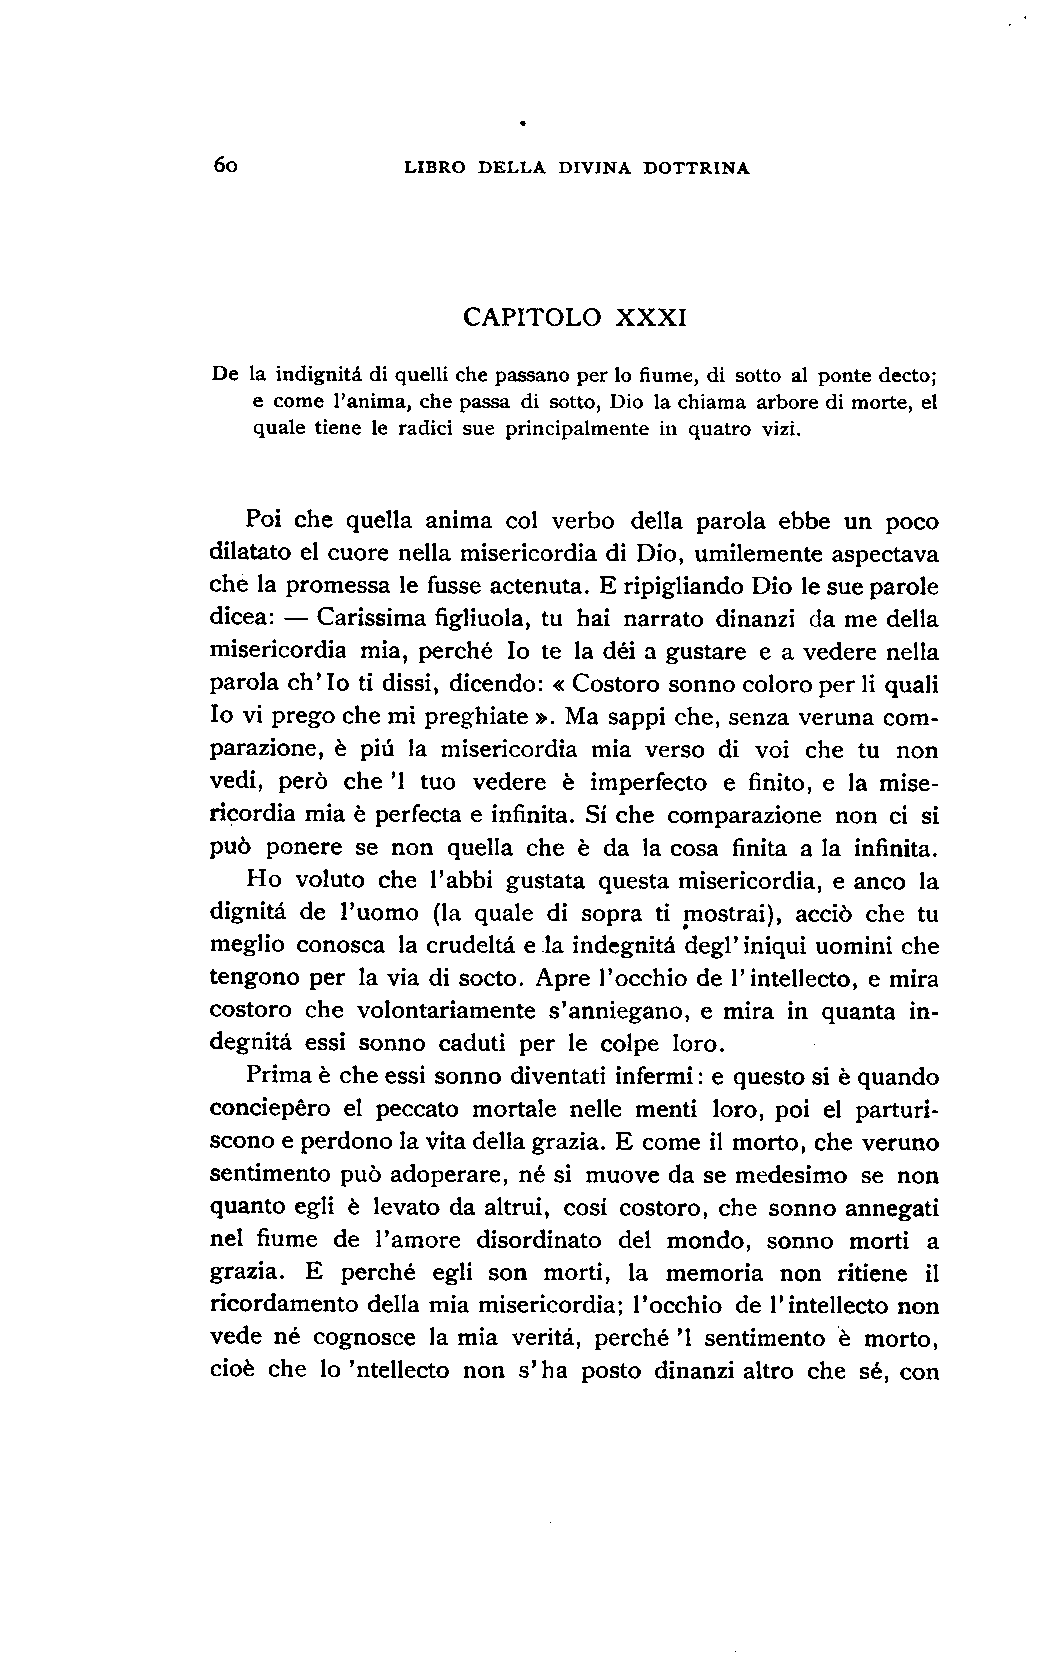 60 LIBRO DELLA DIVINA DOTTRINA
CAPITOLO XXXI
De la indignitá di quelli che passano per lo fiume, di sotto al ponte decto;
e come l'anima, che passa di sotto, Dio la chiama arbore di morte, el
quale tiene le radici sue principalmente in quatro vizi.
Poi che quella anima col verbo della parola ebbe un poco
dilatato el cuore nella misericordia di Dio, umilemente aspectava
che la promessa le fusse actenuta. E ripigliando Dio le sue parole
dicea: — Carissima figliuola, tu hai narrato dinanzi da me della
misericordia mia, perché Io te la déi a gustare e a vedere nella
parola ch'Io ti dissi, dicendo: « Costoro sonno coloro per li quali
Io vi prego che mi preghiate ». Ma sappi che, senza veruna com-
parazione, è piú la misericordia mia verso di voi che tu non
vedi, però che 'l tuo vedere è imperfecto e finito, e la mise-
ricordia mia è perfecta e infinita. Sí che comparazione non ci si
può ponere se non quella che è da la cosa finita a la infinita.
Ho voluto che l'abbi gustata questa misericordia, e anco la
dignitá de l'uomo (la quale di sopra ti mostrai), acciò che tu
meglio conosca la crudeltá e la indegnitá degl'iniqui uomini che
tengono per la via di socto. Apre l'occhio de l'intellecto, e mira
costoro che volontariamente s'anniegano, e mira in quanta in-
degnitá essi sonno caduti per le colpe loro.
Prima è che essi sonno diventati infermi: e questo si è quando
conciepêro el peccato mortale nelle menti loro, poi el parturi-
scono e perdono la vita della grazia. E come il morto, che veruno
sentimento può adoperare, né si muove da se medesimo se non
quanto egli è levato da altrui, cosí costoro, che sonno annegati
nel fiume de l'amore disordinato del mondo, sonno morti a
grazia. E perché egli son morti, la memoria non ritiene il
ricordamento della mia misericordia; l'occhio de l'intellecto non
vede né cognosce la mia veritá, perché 'l sentimento è morto,
cioè che lo 'ntellecto non s'ha posto dinanzi altro che sé, con